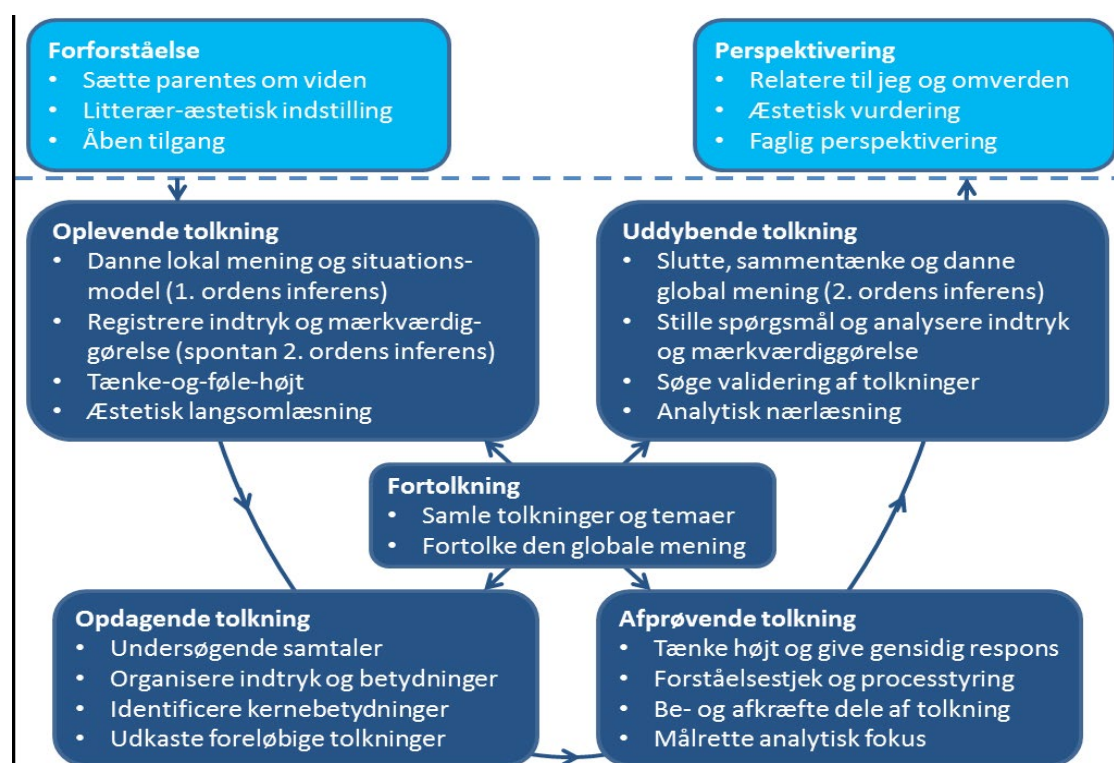 Forforståelse
• Sætte parentes om viden
• Litterær-æstetisk indstilling
• Åben tilgang
Perspektivering
• Relatere til jeg og omverden
• Æstetisk vurdering
• Faglig perspektivering
Oplevende tolkning
• Danne lokal mening og situations-
model (1. ordens inferens)
• Registrere indtryk og mærkværdig-
gørelse (spontan 2. ordens inferens)
• Tænke-og-føle-højt
• Æstetisk langsomlæsning
Uddybende tolkning
• Slutte, sammentænke og danne
global mening (2. ordens inferens)
• Stille spørgsmål og analysere indtryk
og mærkværdiggørelse
• Søge validering af tolkninger
• Analytisk nærlæsning
Fortolkning
• Samle tolkninger og temaer
• Fortolke den globale mening
Opdagende tolkning
• Undersøgende samtaler
• Organisere indtryk og betydninger
• Identificere kernebetydninger
• Udkaste foreløbige tolkninger
Afprøvende tolkning
• Tænke højt og give gensidig respons
• Forståelsestjek og processtyring
• Be- og afkræfte dele af tolkning
• Målrette analytisk fokus